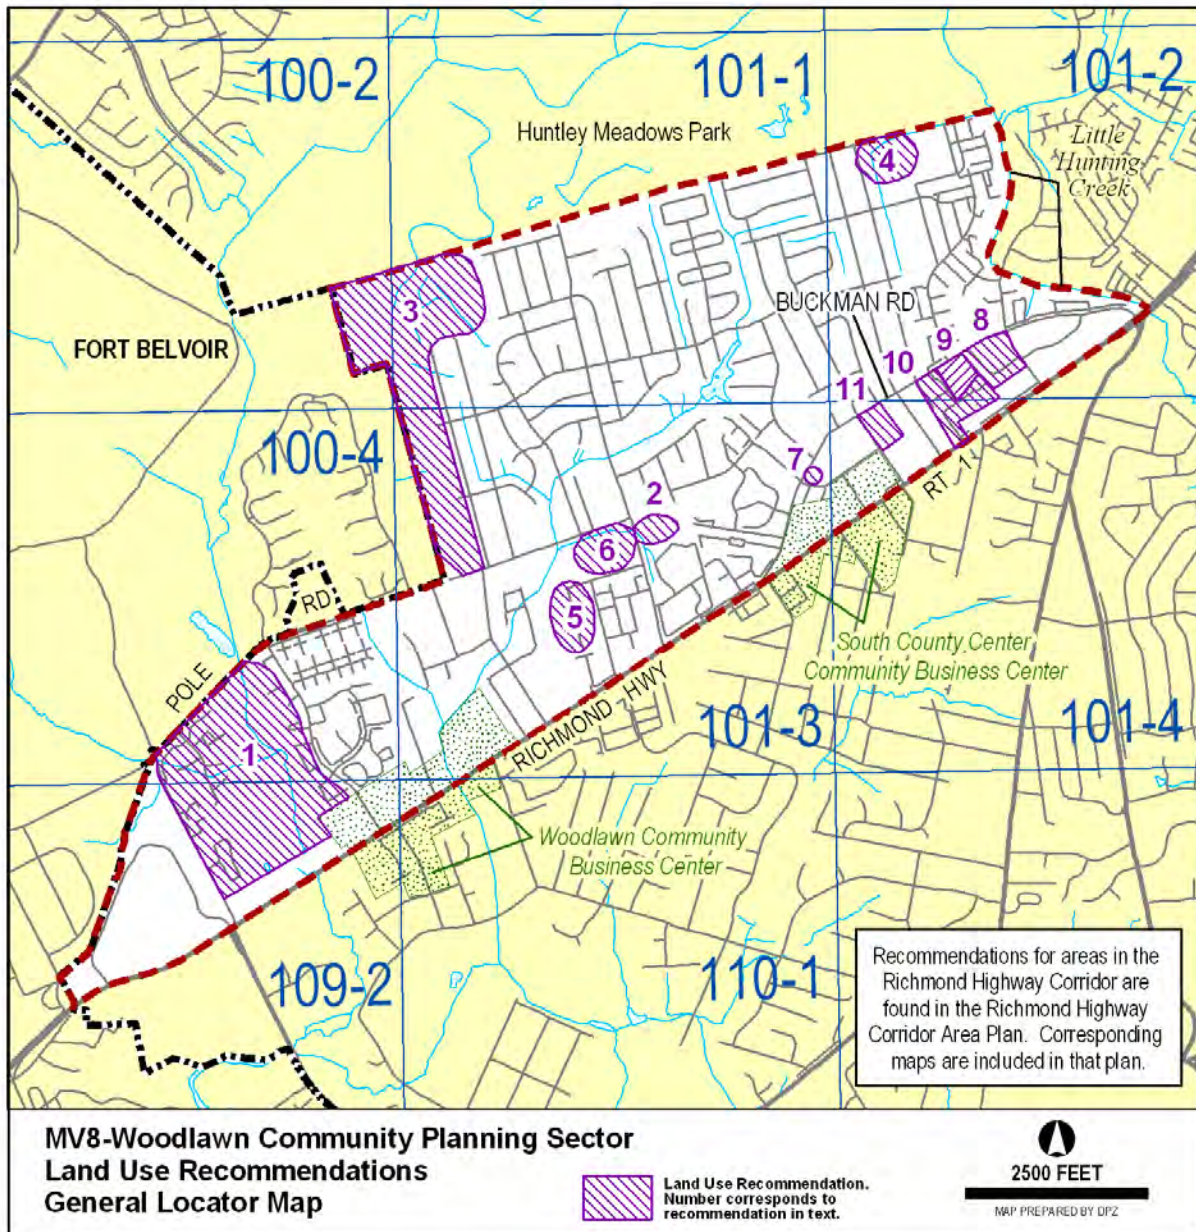 100-2
101-1
101-2
Huntley Meadows Park
Little
Hunting
Creek
4
BUCKMAN RD
3
FORT BELVOIR
8
9
10
11
100-4
7
RT 1
2
6
RD
5
South County Center
Community Business Center
POLE
RICHMOND HWY
101-3
101-4
1
Woodlawn Community
Business Center
109-2
110-1
Recommendations for areas in the
Richmond Highway Corridor are
found in the Richmond Highway
Corridor Area Plan. Corresponding
maps are included in that plan.
MV8-Woodlawn Community Planning Sector
Land Use Recommendations
General Locator Map
Land Use Recommendation.
Number corresponds to
recommendation in text.
2500 FEET
MAP PREPARED BY DPZ